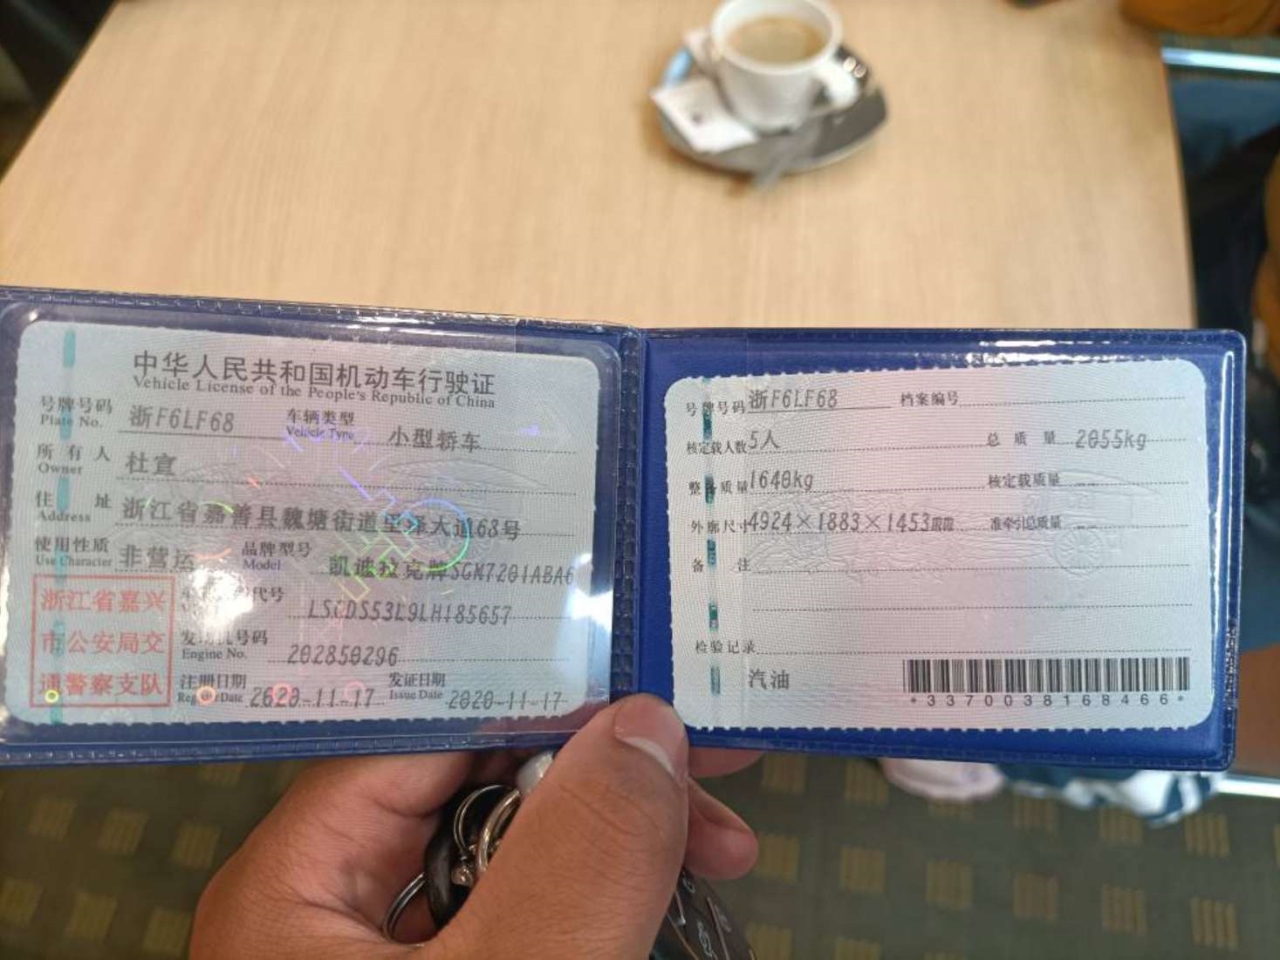 中华人民共和国机动车行驶证
Vehicle License of the People's Republic of China
号牌号码 浙F6LF68 车辆类型 小型轿车
Plate No. Vehicle Type
所有人 杜宣
Owner
住址 浙江省嘉善县魏塘街道玉泽大道68号
Address
使用性质 非营运 品牌型号 凯迪拉克牌SGM7201ABA6
Use Character Model
LSGDS53L9LH185657
发动机号码 202850296
Engine No.
注册日期 2020-11-17 发证日期 2020-11-17
Register Date Issue Date
浙江省嘉兴
市公安局交
通警察支队
号牌号码 浙F6LF68 档案编号
核定载人数 5人 总质量 2055kg
整备质量 1640kg 核定载质量 --
外廓尺寸 4924×1883×1453 准牵引总质量 --
备注
检验记录
汽油
*3370038168466*